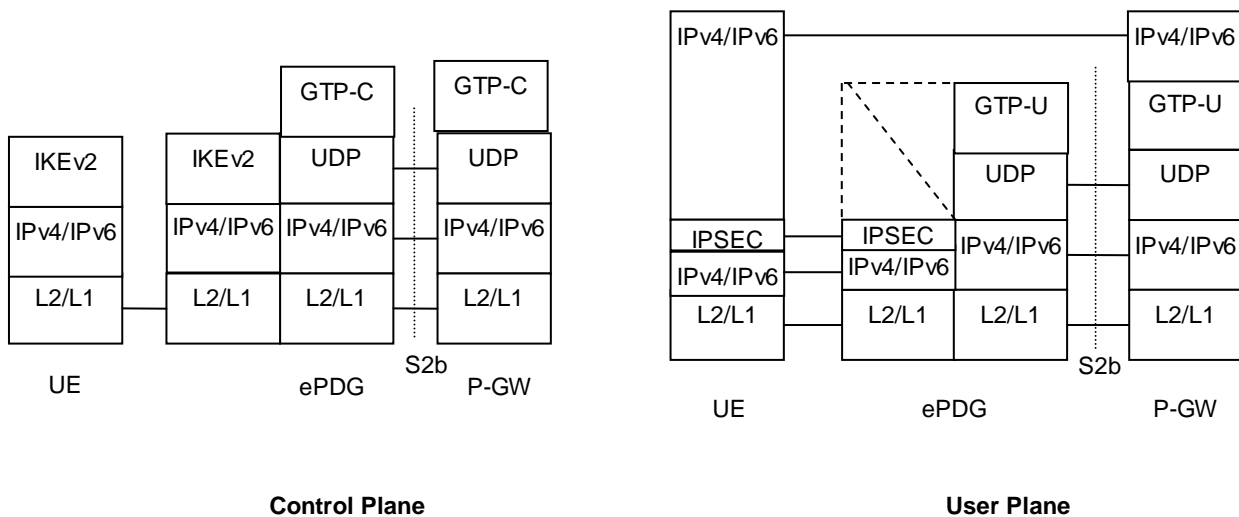 GTP-C
GTP-C
IKEv2
IKEv2
UDP
UDP
IPv4/IPv6
IPv4/IPv6
IPv4/IPv6
IPv4/IPv6
L2/L1
L2/L1
L2/L1
L2/L1
S2b
UE
ePDG
P-GW
Control Plane
IPv4/IPv6
IPv4/IPv6
GTP-U
GTP-U
UDP
UDP
IPSEC
IPSEC
IPv4/IPv6
IPv4/IPv6
IPv4/IPv6
IPv4/IPv6
L2/L1
L2/L1
L2/L1
L2/L1
S2b
UE
ePDG
P-GW
User Plane